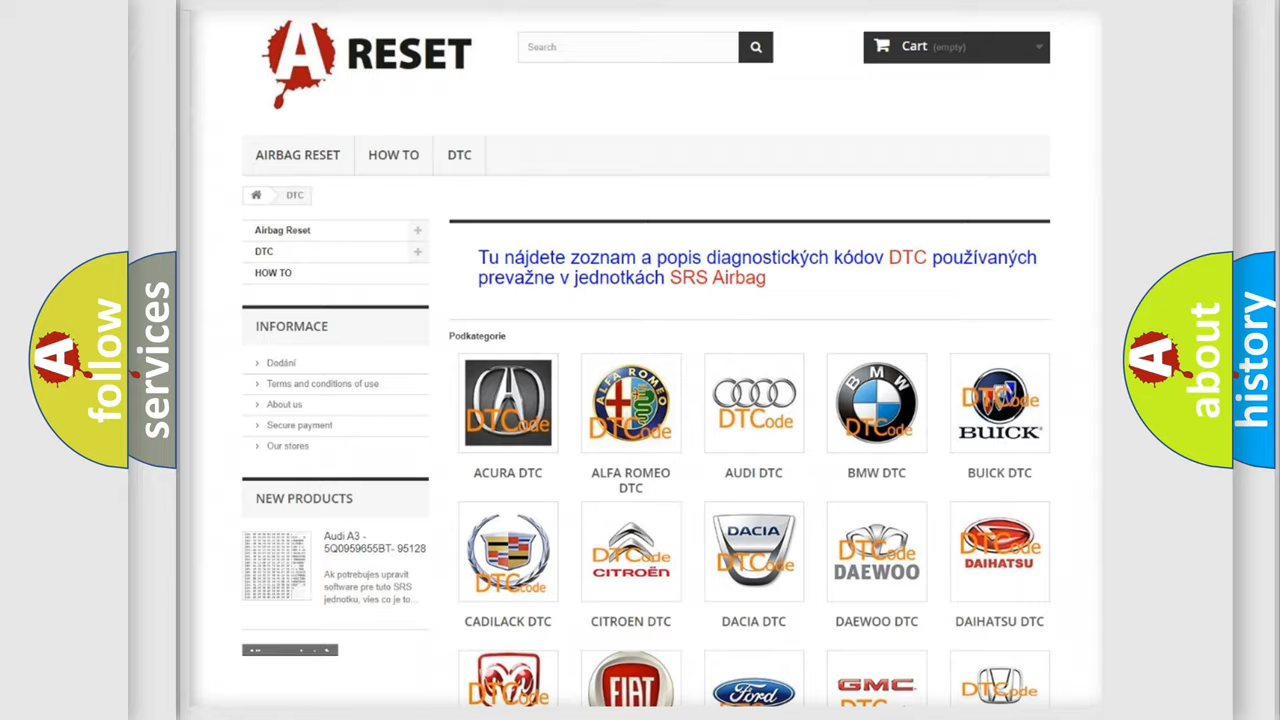 A RESET
Search
Cart (empty)
AIRBAG RESET
HOW TO
DTC
DTC
Airbag Reset
DTC
HOW TO
Tu nájdete zoznam a popis diagnostických kódov DTC používaných
prevažne v jednotkách SRS Airbag
INFORMACE
Dodání
Terms and conditions of use
About us
Secure payment
Our stores
NEW PRODUCTS
Audi A3 -
5Q0959655BT- 95128
Ak potrebujes upravit
software pre tuto SRS
jednotku, vies co je to...
Podkategorie
DTCode
ALFA ROMEO
DTCode
DTCode
BMW
DTCode
DTCode
BUICK
ACURA DTC
ALFA ROMEO
DTC
AUDI DTC
BMW DTC
BUICK DTC
DTCode
DTCode
CITROËN
DACIA
DTCode
DTCode
DAEWOO
DTCode
DAIHATSU
CADILACK DTC
CITROEN DTC
DACIA DTC
DAEWOO DTC
DAIHATSU DTC
DTCode
FIAT
Ford
GMC
DTCode
A follow
services
A about
history